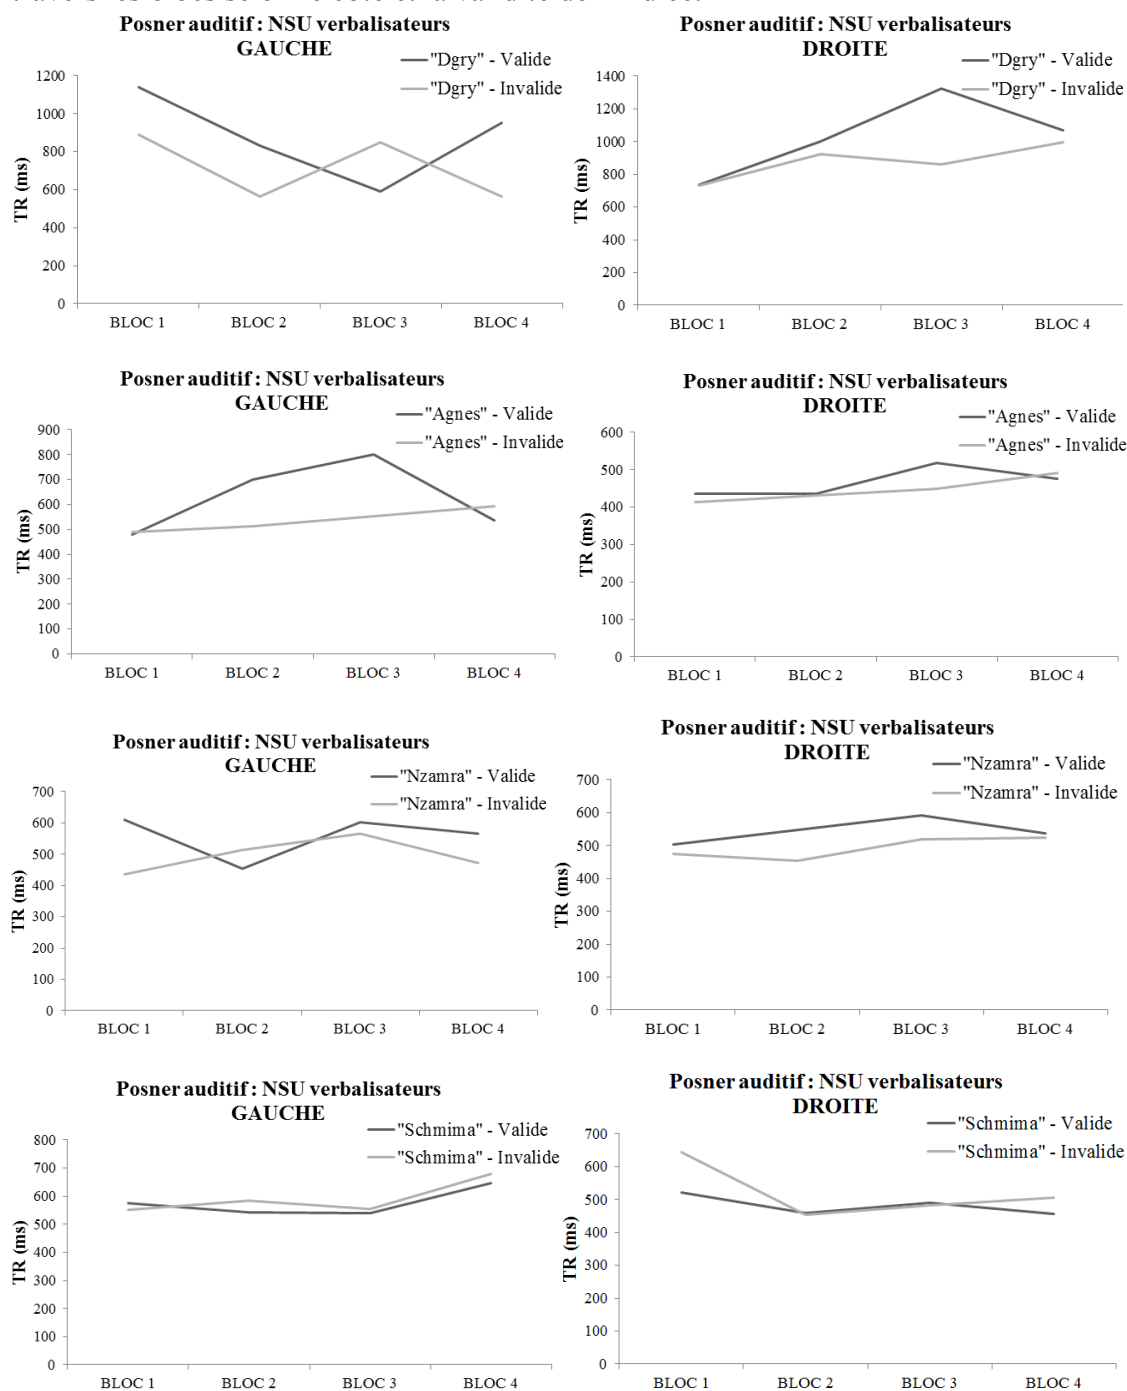 Posner auditif : NSU verbalisateurs
GAUCHE
"Dgry" - Valide
"Dgry" - Invalide
1200
1000
800
600
400
200
0
TR (ms)
BLOC 1 BLOC 2 BLOC 3 BLOC 4
Posner auditif : NSU verbalisateurs
DROITE
"Dgry" - Valide
"Dgry" - Invalide
1400
1200
1000
800
600
400
200
0
TR (ms)
BLOC 1 BLOC 2 BLOC 3 BLOC 4
Posner auditif : NSU verbalisateurs
GAUCHE
"Agnes" - Valide
"Agnes" - Invalide
900
800
700
600
500
400
300
200
100
0
TR (ms)
BLOC 1 BLOC 2 BLOC 3 BLOC 4
Posner auditif : NSU verbalisateurs
DROITE
"Agnes" - Valide
"Agnes" - Invalide
600
500
400
300
200
100
0
TR (ms)
BLOC 1 BLOC 2 BLOC 3 BLOC 4
Posner auditif : NSU verbalisateurs
GAUCHE
"Nzamra" - Valide
"Nzamra" - Invalide
700
600
500
400
300
200
100
0
TR (ms)
BLOC 1 BLOC 2 BLOC 3 BLOC 4
Posner auditif : NSU verbalisateurs
DROITE
"Nzamra" - Valide
"Nzamra" - Invalide
700
600
500
400
300
200
100
0
TR (ms)
BLOC 1 BLOC 2 BLOC 3 BLOC 4
Posner auditif : NSU verbalisateurs
GAUCHE
"Schmima" - Valide
"Schmima" - Invalide
800
700
600
500
400
300
200
100
0
TR (ms)
BLOC 1 BLOC 2 BLOC 3 BLOC 4
Posner auditif : NSU verbalisateurs
DROITE
"Schmima" - Valide
"Schmima" - Invalide
700
600
500
400
300
200
100
0
TR (ms)
BLOC 1 BLOC 2 BLOC 3 BLOC 4